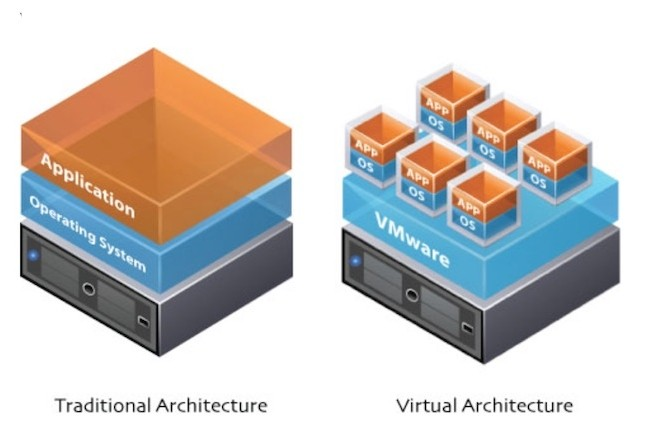 Application
Operating System
APP
OS
APP
OS
APP
OS
APP
OS
APP
OS
APP
OS
VMware
Traditional Architecture
Virtual Architecture